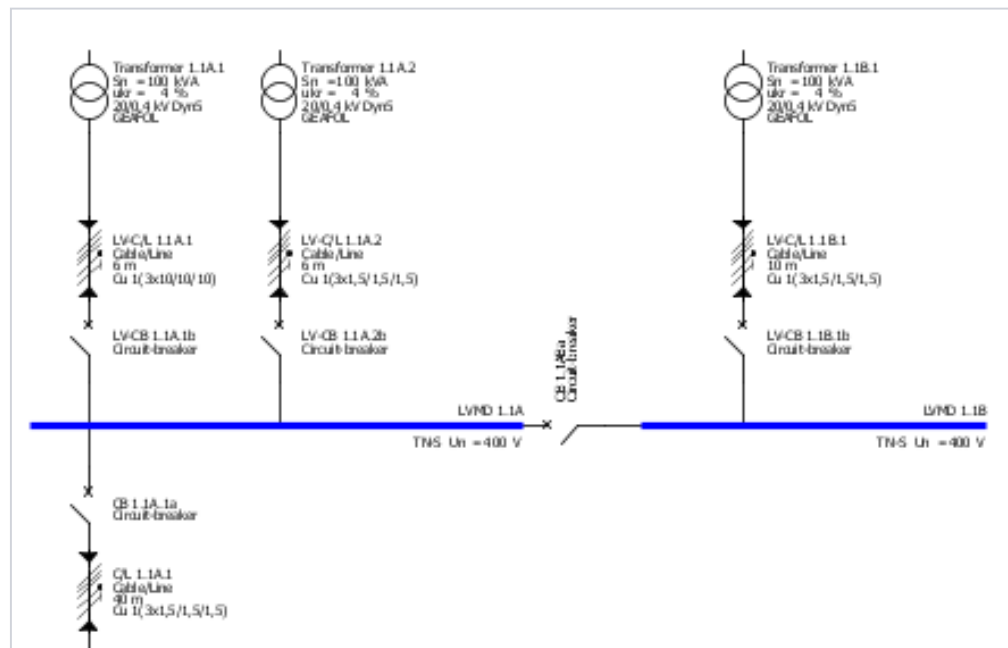 Transformer 1.1A.1
Sn =100 kVA
ukr = 4 %
20/0,4 kV Dyn5
GEAFOL
Transformer 1.1A.2
Sn =100 kVA
ukr = 4 %
20/0,4 kV Dyn5
GEAFOL
Transformer 1.1B.1
Sn =100 kVA
ukr = 4 %
20/0,4 kV Dyn5
GEAFOL
LV-C/L 1.1A.1
Cable/Line
6 m
Cu 1(3x10/10/10)
LV-C/L 1.1A.2
Cable/Line
6 m
Cu 1(3x1,5/1,5/1,5)
LV-C/L 1.1B.1
Cable/Line
10 m
Cu 1(3x1,5/1,5/1,5)
LV-CB 1.1A.1b
Circuit-breaker
LV-CB 1.1A.2b
Circuit-breaker
CB 1.1ABa
Circuit-breaker
LV-CB 1.1B.1b
Circuit-breaker
LVMD 1.1A
TN-S Un =400 V
LVMD 1.1B
TN-S Un =400 V
CB 1.1A.1a
Circuit-breaker
C/L 1.1A.1
Cable/Line
40 m
Cu 1(3x1,5/1,5/1,5)